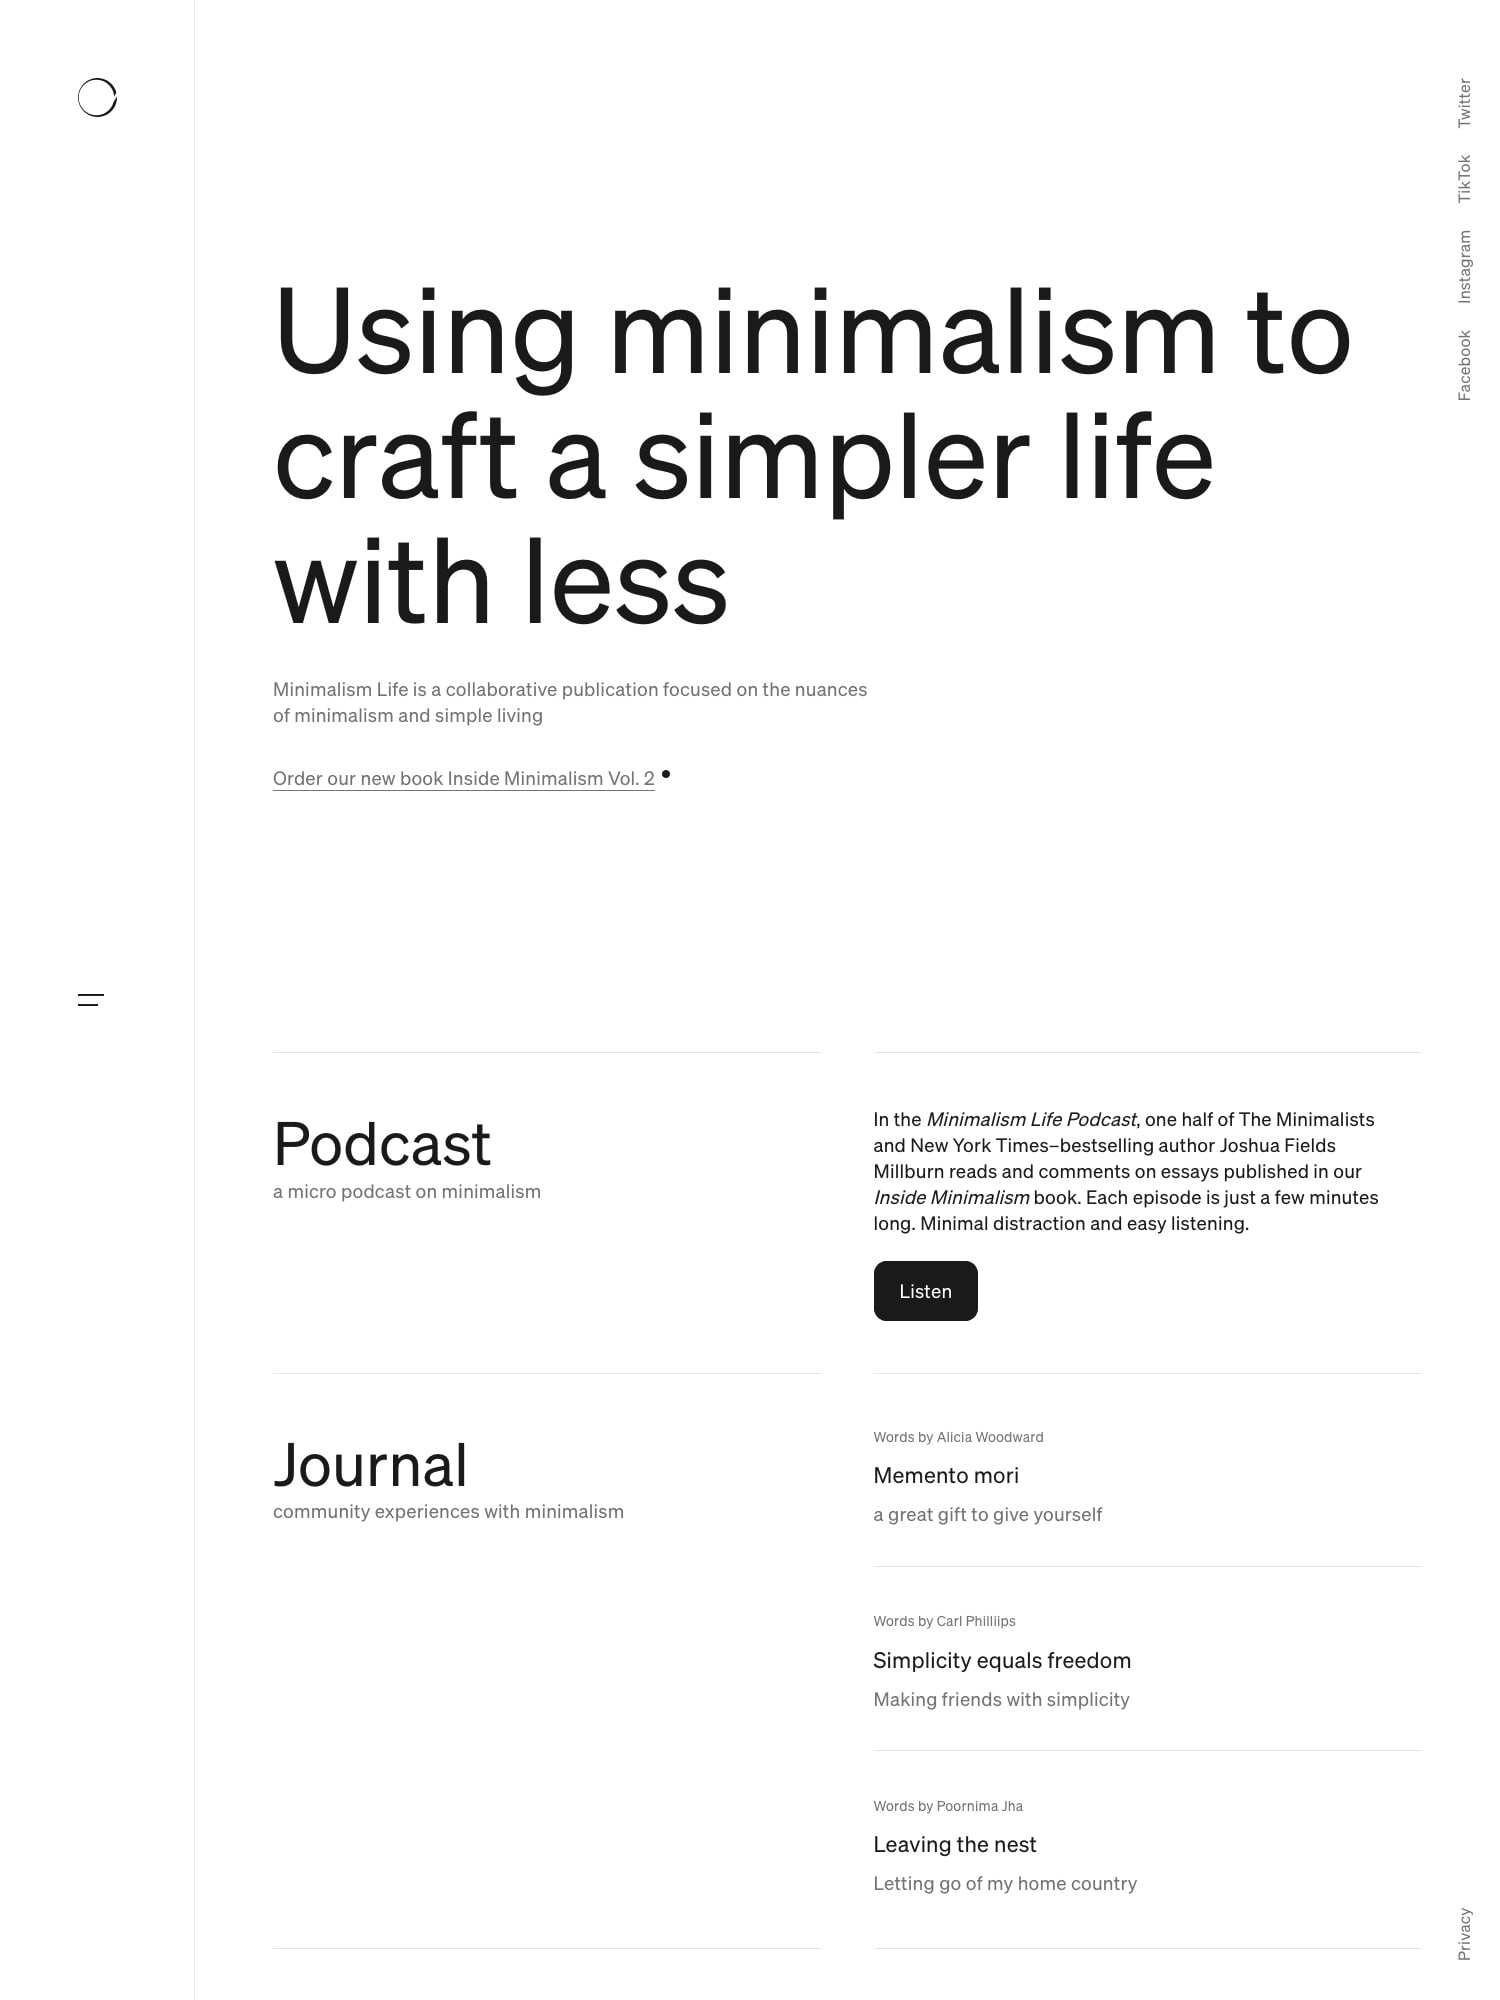 Twitter
TikTok
Instagram
Facebook
Using minimalism to
craft a simpler life
with less
Minimalism Life is a collaborative publication focused on the nuances
of minimalism and simple living
Order our new book Inside Minimalism Vol. 2
Podcast
a micro podcast on minimalism
In the Minimalism Life Podcast, one half of The Minimalists
and New York Times–bestselling author Joshua Fields
Millburn reads and comments on essays published in our
Inside Minimalism book. Each episode is just a few minutes
long. Minimal distraction and easy listening.
Listen
Journal
community experiences with minimalism
Words by Alicia Woodward
Memento mori
a great gift to give yourself
Words by Carl Philliips
Simplicity equals freedom
Making friends with simplicity
Words by Poornima Jha
Leaving the nest
Letting go of my home country
Privacy